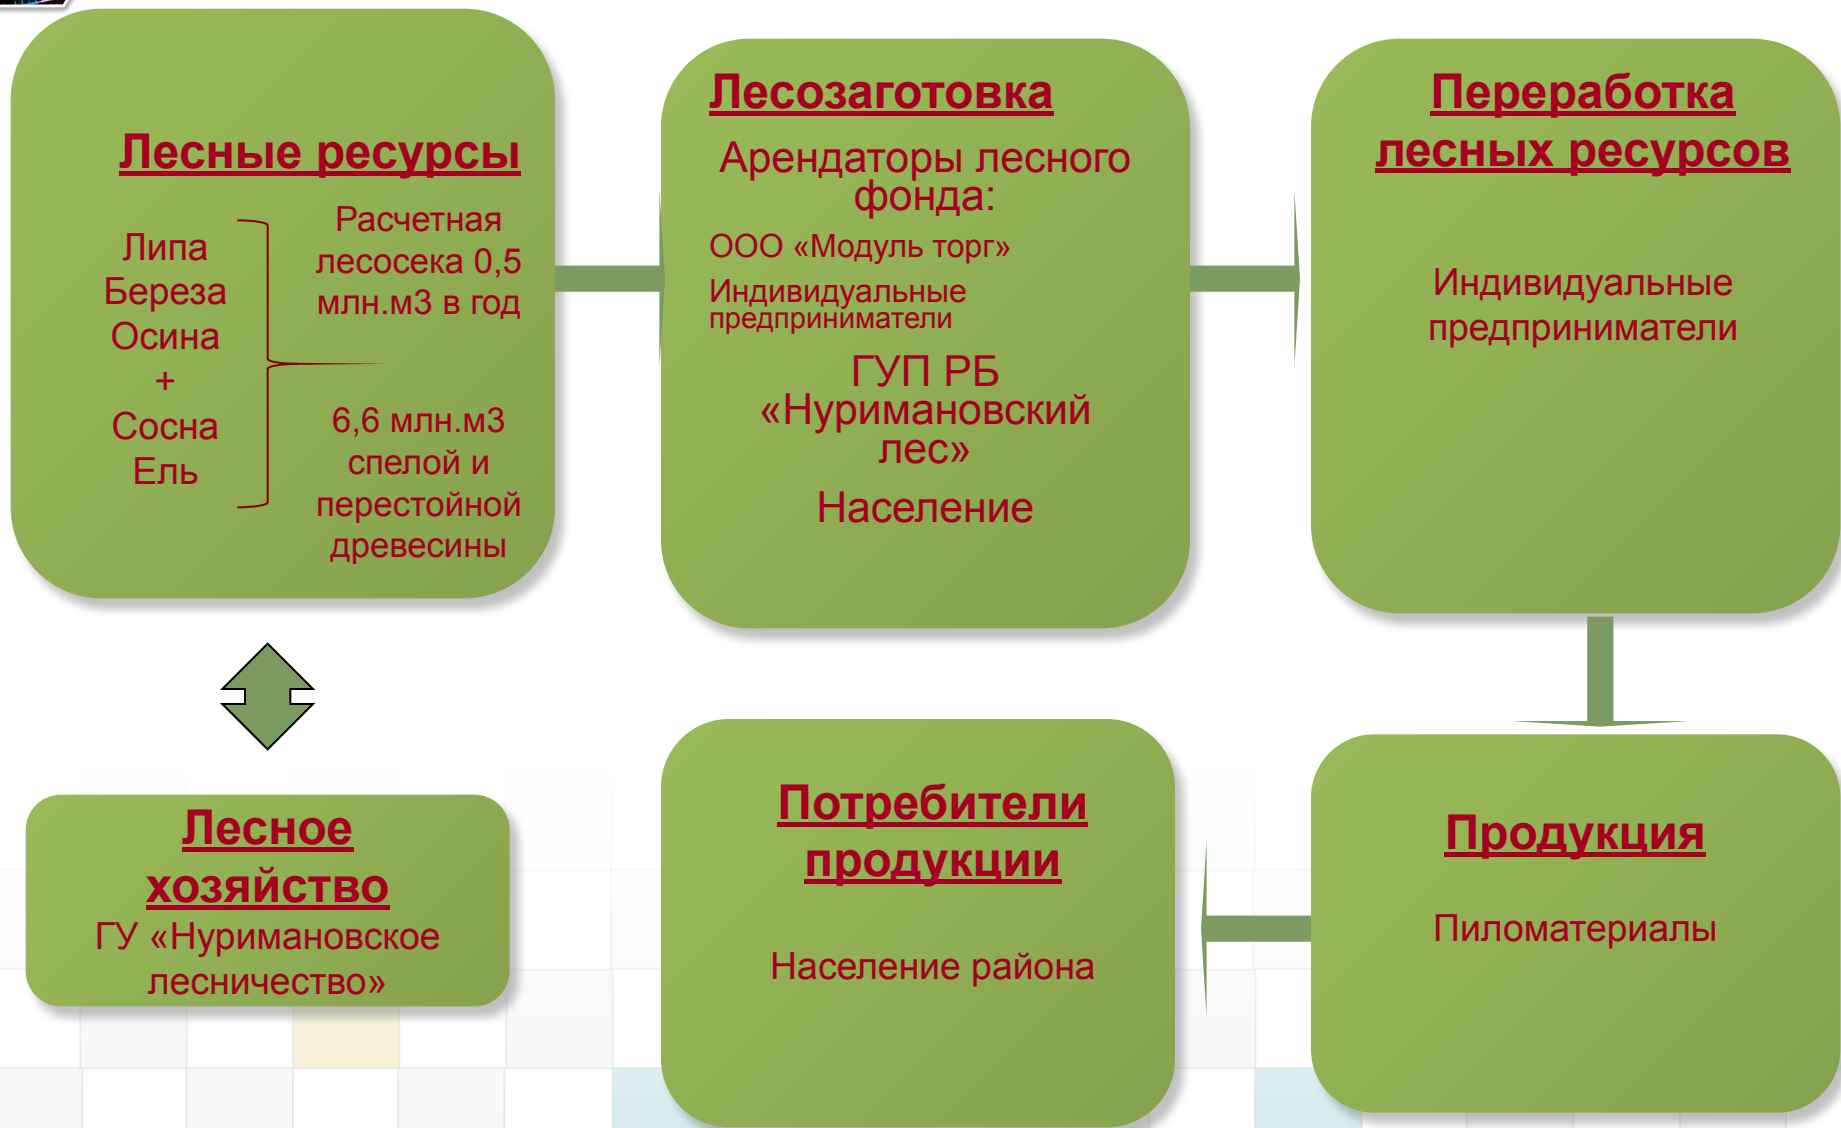 Лесные ресурсы
Липа
Береза
Осина
+
Сосна
Ель
Расчетная
лесосека 0,5
млн.м3 в год
6,6 млн.м3
спелой и
перестойной
древесины
Лесозаготовка
Арендаторы лесного
фонда:
ООО «Модуль торг»
Индивидуальные
предприниматели
ГУП РБ
«Нуримановский
лес»
Население
Переработка
лесных ресурсов
Индивидуальные
предприниматели
Лесное
хозяйство
ГУ «Нуримановское
лесничество»
Потребители
продукции
Население района
Продукция
Пиломатериалы